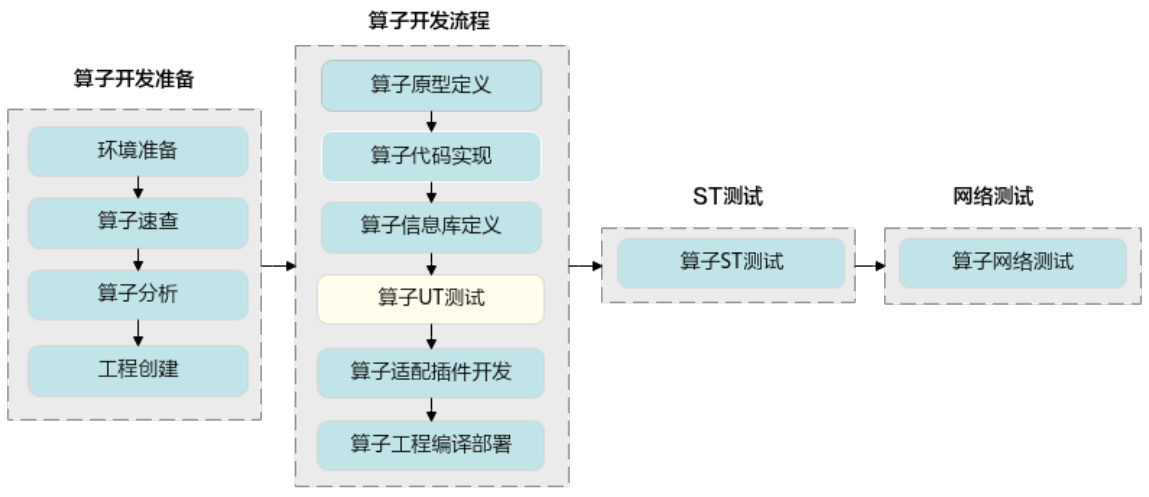 算子开发准备
环境准备
算子速查
算子分析
工程创建
算子开发流程
算子原型定义
算子代码实现
算子信息库定义
算子UT测试
算子适配插件开发
算子工程编译部署
ST测试
算子ST测试
网络测试
算子网络测试